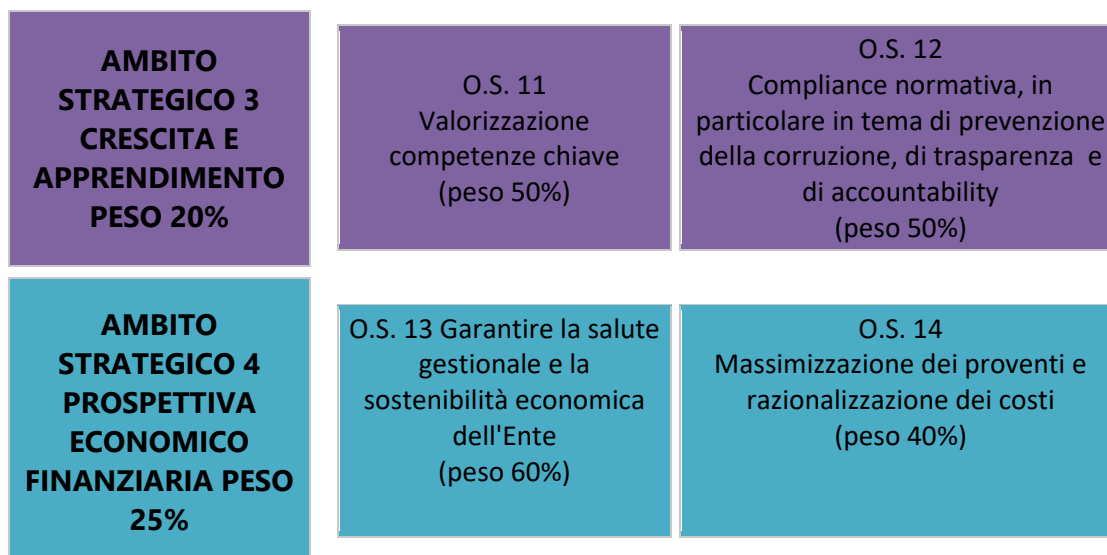 AMBITO
STRATEGICO 3
CRESCITA E
APPRENDIMENTO
PESO 20%
O.S. 11
Valorizzazione
competenze chiave
(peso 50%)
O.S. 12
Compliance normativa, in
particolare in tema di prevenzione
della corruzione, di trasparenza e
di accountability
(peso 50%)
AMBITO
STRATEGICO 4
PROSPETTIVA
ECONOMICO
FINANZIARIA PESO
25%
O.S. 13 Garantire la salute
gestionale e la
sostenibilità economica
dell'Ente
(peso 60%)
O.S. 14
Massimizzazione dei proventi e
razionalizzazione dei costi
(peso 40%)